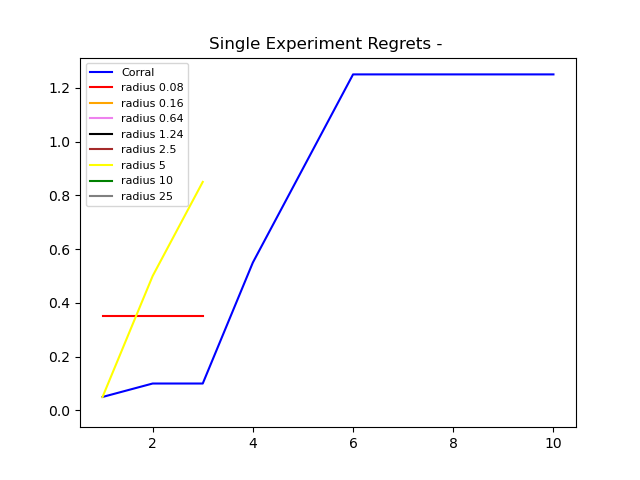 Single Experiment Regrets -
Corral
radius 0.08
radius 0.16
radius 0.64
radius 1.24
radius 2.5
radius 5
radius 10
radius 25
1.2
1.0
0.8
0.6
0.4
0.2
0.0
2 4 6 8 10